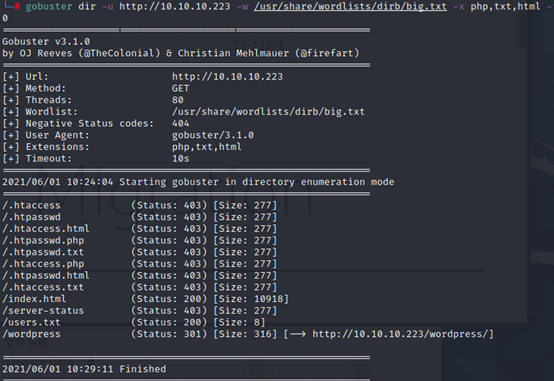 └─# gobuster dir -u http://10.10.10.223 -w /usr/share/wordlists/dirb/big.txt -x php,txt,html -
0
===============================================================
Gobuster v3.1.0
by OJ Reeves (@TheColonial) & Christian Mehlmauer (@firefart)
===============================================================
[+] Url: http://10.10.10.223
[+] Method: GET
[+] Threads: 80
[+] Wordlist: /usr/share/wordlists/dirb/big.txt
[+] Negative Status codes: 404
[+] User Agent: gobuster/3.1.0
[+] Extensions: php,txt,html
[+] Timeout: 10s
===============================================================
2021/06/01 10:24:04 Starting gobuster in directory enumeration mode
===============================================================
/.htaccess (Status: 403) [Size: 277]
/.htpasswd (Status: 403) [Size: 277]
/.htaccess.html (Status: 403) [Size: 277]
/.htpasswd.php (Status: 403) [Size: 277]
/.htpasswd.txt (Status: 403) [Size: 277]
/.htaccess.php (Status: 403) [Size: 277]
/.htpasswd.html (Status: 403) [Size: 277]
/.htaccess.txt (Status: 403) [Size: 277]
/index.html (Status: 200) [Size: 10918]
/server-status (Status: 403) [Size: 277]
/users.txt (Status: 200) [Size: 8]
/wordpress (Status: 301) [Size: 316] [--> http://10.10.10.223/wordpress/]
===============================================================
2021/06/01 10:29:11 Finished
===============================================================
Migration